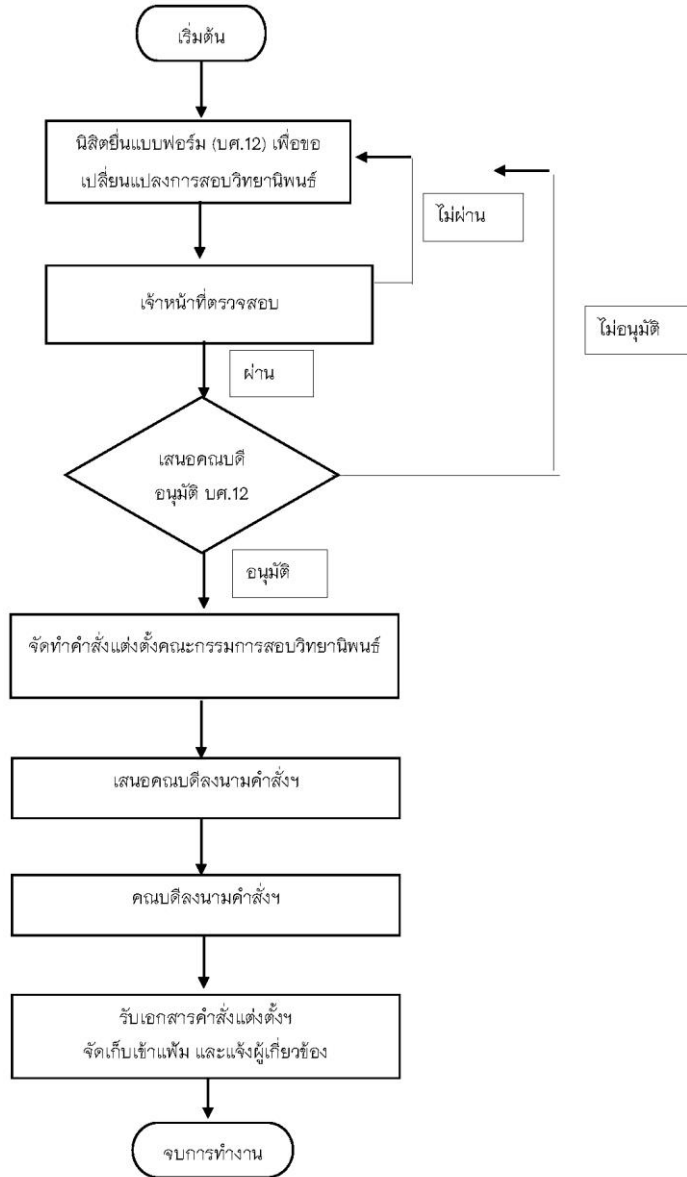 เริ่มต้น
นิสิตยื่นแบบฟอร์ม (บศ.12) เพื่อขอ
เปลี่ยนแปลงการสอบวิทยานิพนธ์
ไม่ผ่าน
เจ้าหน้าที่ตรวจสอบ
ไม่อนุมัติ
ผ่าน
เสนอคณบดี
อนุมัติ บศ.12
อนุมัติ
จัดทำคำสั่งแต่งตั้งคณะกรรมการสอบวิทยานิพนธ์
เสนอคณบดีลงนามคำสั่งฯ
คณบดีลงนามคำสั่งฯ
รับเอกสารคำสั่งแต่งตั้งฯ
จัดเก็บเข้าแฟ้ม และแจ้งผู้เกี่ยวข้อง
จบการทำงาน